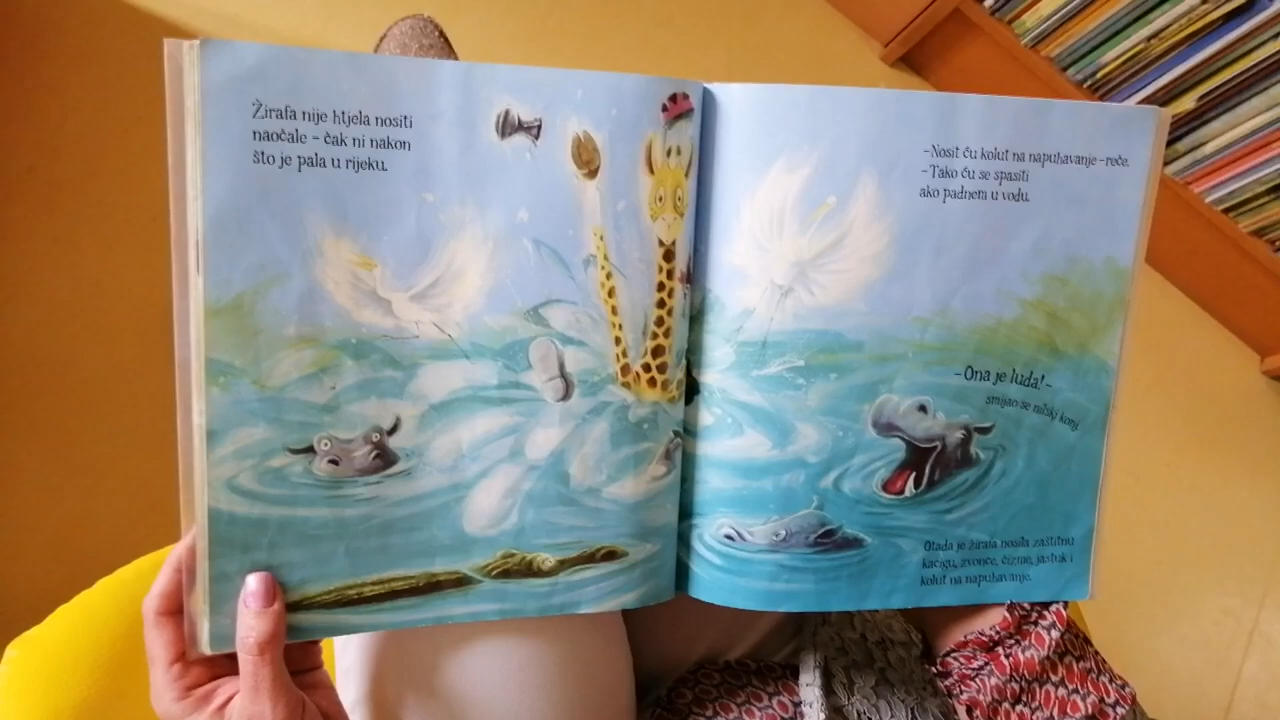 Žirafa nije htjela nositi
naočale – čak ni nakon
što je pala u rijeku.
–Nosit ću kolut na napuhavanje –reče.
–Tako ću se spasiti
ako padnem u vodu.
–Ona je luda!–
smijao se nilski konj.
Otada je žirafa nosila zaštitnu
kacigu, zvonce, čizme, jastuk i
kolut na napuhavanje.